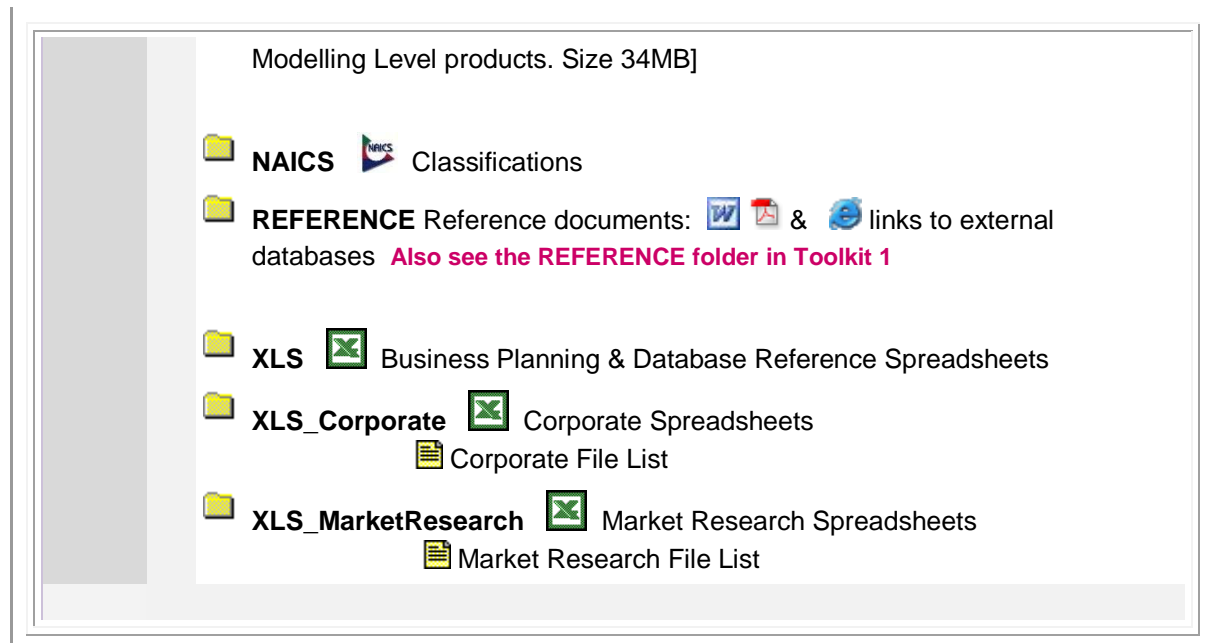 Modelling Level products. Size 34MB]
NAICS NAICS Classifications
REFERENCE Reference documents: W & e links to external
databases Also see the REFERENCE folder in Toolkit 1
XLS X Business Planning & Database Reference Spreadsheets
XLS_Corporate X Corporate Spreadsheets
Corporate File List
XLS_MarketResearch X Market Research Spreadsheets
Market Research File List